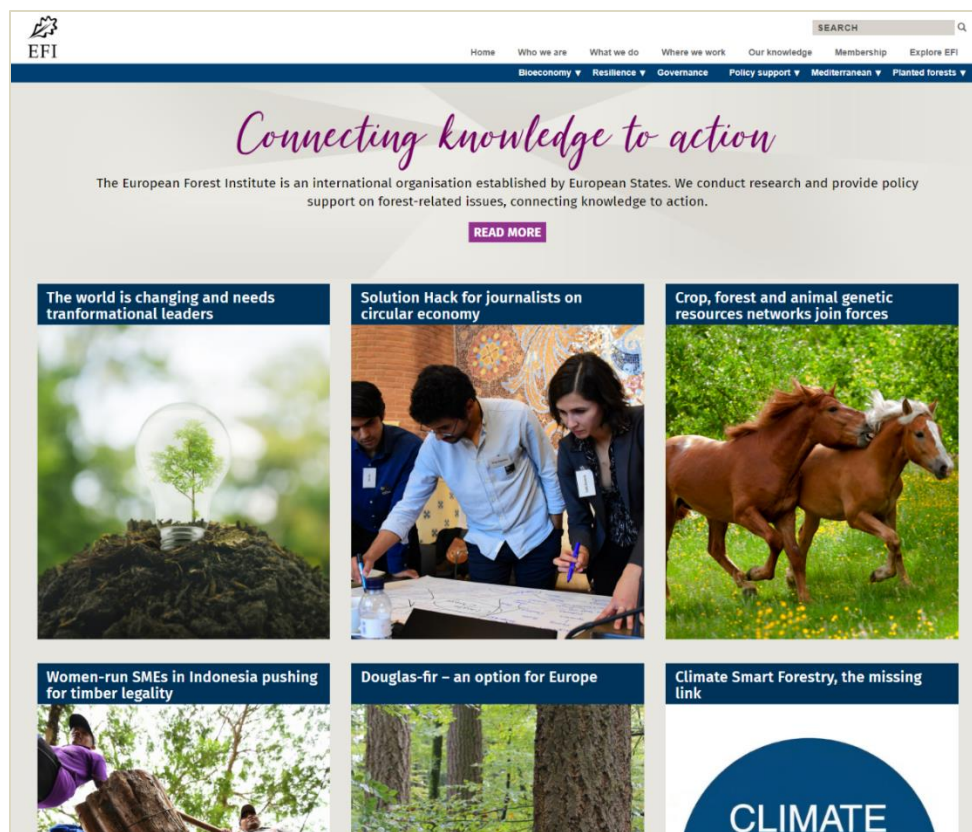 SEARCH
EFI
Home Who we are What we do Where we work Our knowledge Membership Explore EFI
Bioeconomy ▼ Resilience ▼ Governance Policy support ▼ Mediterranean ▼ Planted forests ▼
Connecting knowledge to action
The European Forest Institute is an international organisation established by European States. We conduct research and provide policy
support on forest-related issues, connecting knowledge to action.
READ MORE
The world is changing and needs
tranformational leaders
Solution Hack for journalists on
circular economy
Crop, forest and animal genetic
resources networks join forces
Women-run SMEs in Indonesia pushing
for timber legality
Douglas-fir – an option for Europe
Climate Smart Forestry, the missing
link
CLIMATE